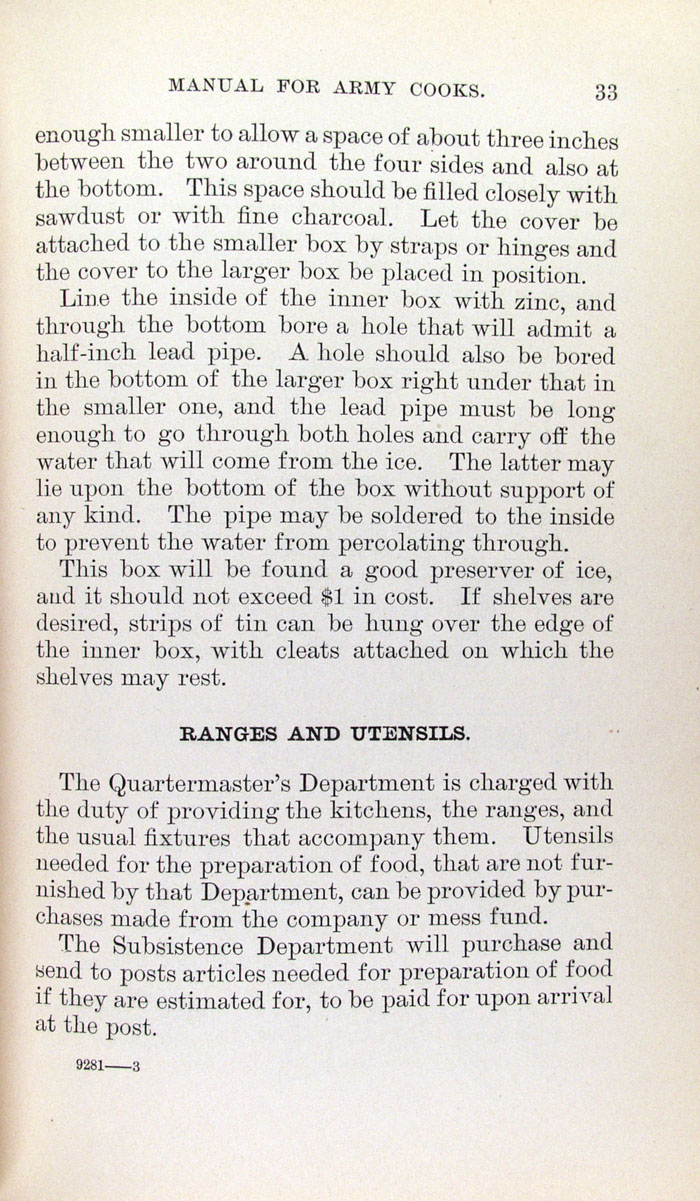 MANUAL FOR ARMY COOKS. 33
enough smaller to allow a space of about three inches
between the two around the four sides and also at
the bottom. This space should be filled closely with
sawdust or with fine charcoal. Let the cover be
attached to the smaller box by straps or hinges and
the cover to the larger box be placed in position.
Line the inside of the inner box with zinc, and
through the bottom bore a hole that will admit a
half-inch lead pipe. A hole should also be bored
in the bottom of the larger box right under that in
the smaller one, and the lead pipe must be long
enough to go through both holes and carry off the
water that will come from the ice. The latter may
lie upon the bottom of the box without support of
any kind. The pipe may be soldered to the inside
to prevent the water from percolating through.
This box will be found a good preserver of ice,
and it should not exceed $1 in cost. If shelves are
desired, strips of tin can be hung over the edge of
the inner box, with cleats attached on which the
shelves may rest.
RANGES AND UTENSILS.
The Quartermaster's Department is charged with
the duty of providing the kitchens, the ranges, and
the usual fixtures that accompany them. Utensils
needed for the preparation of food, that are not fur-
nished by that Department, can be provided by pur-
chases made from the company or mess fund.
The Subsistence Department will purchase and
send to posts articles needed for preparation of food
if they are estimated for, to be paid for upon arrival
at the post.
9281——3